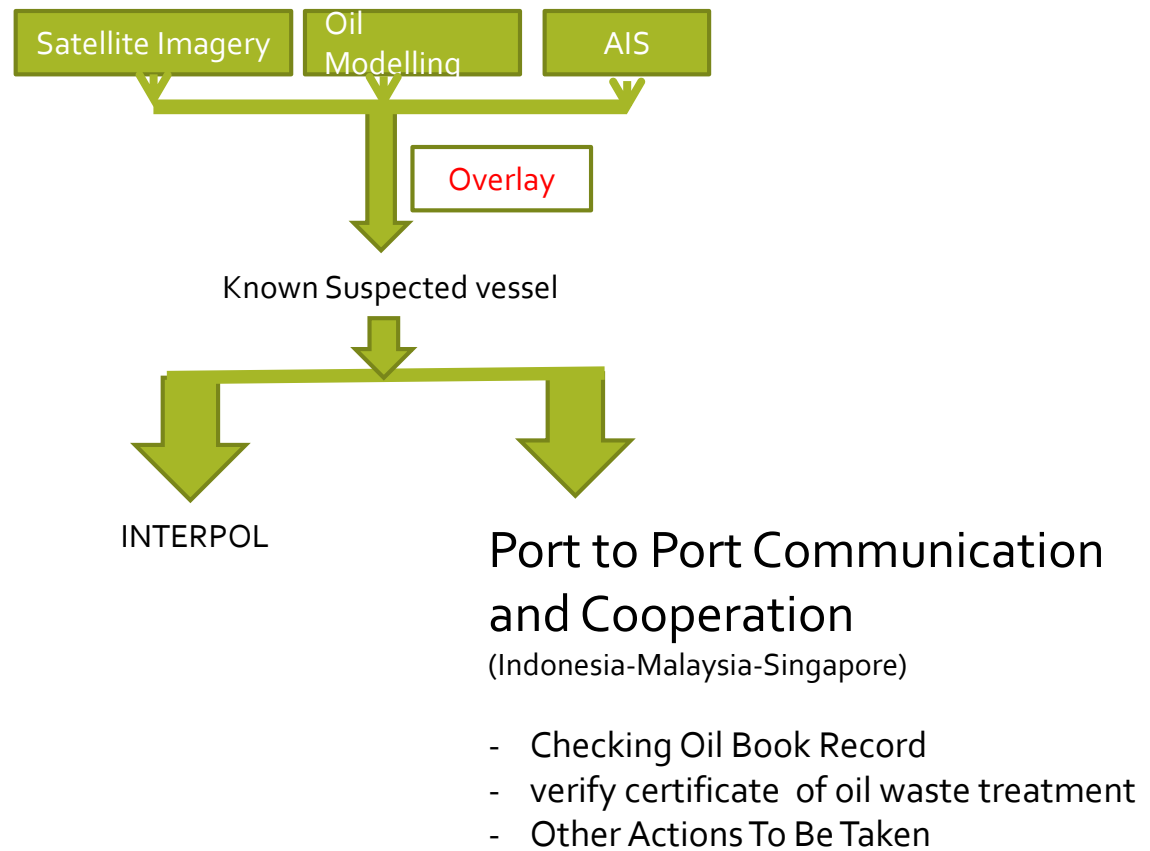 Satellite Imagery
Oil
Modelling
AIS
Overlay
Known Suspected vessel
INTERPOL
Port to Port Communication
and Cooperation
(Indonesia-Malaysia-Singapore)
- Checking Oil Book Record
- verify certificate of oil waste treatment
- Other Actions To Be Taken